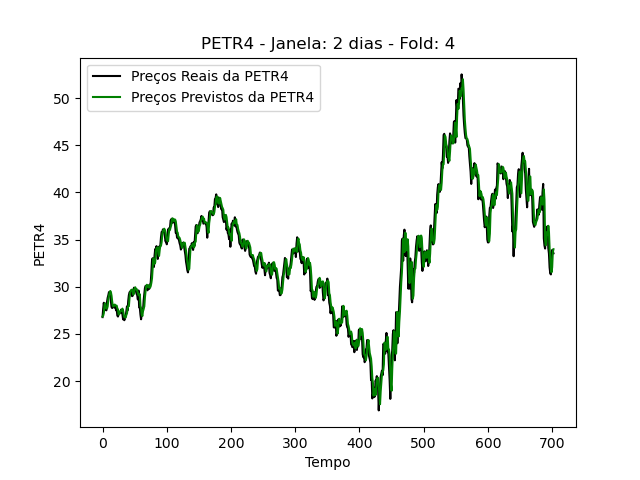 PETR4 - Janela: 2 dias - Fold: 4
Preços Reais da PETR4
Preços Previstos da PETR4
50
45
40
35
30
25
20
PETR4
0 100 200 300 400 500 600 700
Tempo